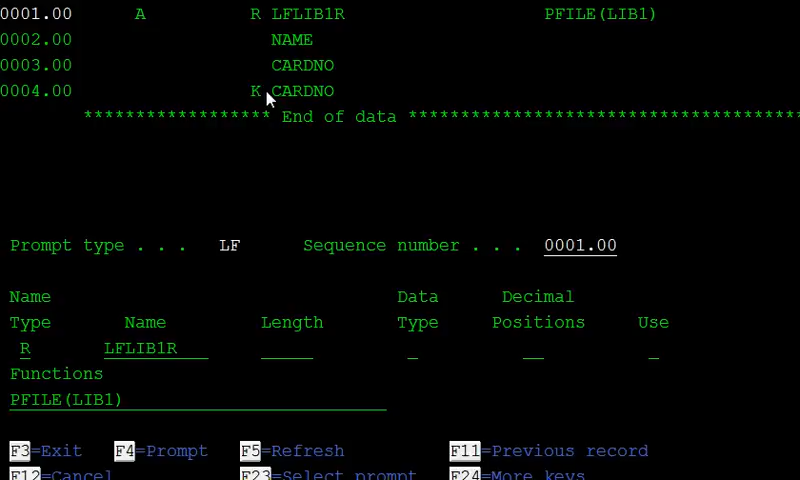 0001.00 A R LFLIB1R PFILE(LIB1)
0002.00 NAME
0003.00 CARDNO
0004.00 K CARDNO
****************** End of data **************************************
Prompt type . . . LF Sequence number . . . 0001.00
Name Data Decimal
Type Name Length Type Positions Use
R LFLIB1R
Functions
PFILE(LIB1)
F3=Exit F4=Prompt F5=Refresh F11=Previous record
F12=Cancel F23=Select prompt F24=More keys